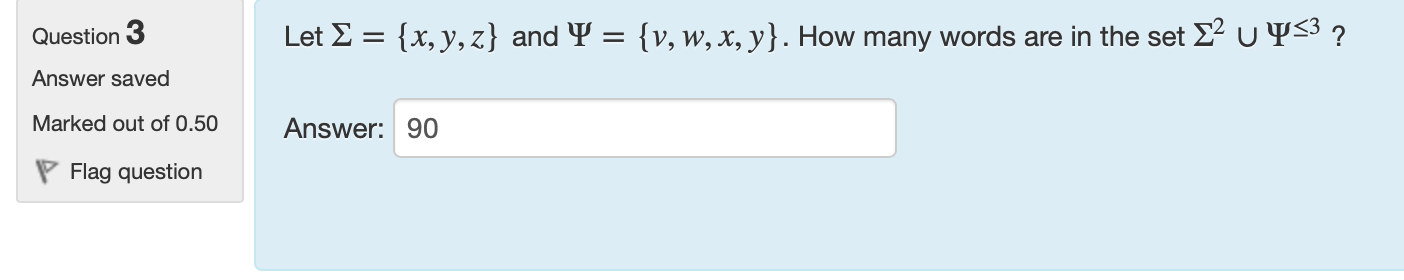 Question 3
Answer saved
Marked out of 0.50
Flag question
Let Σ = {x, y, z} and Ψ = {v, w, x, y}. How many words are in the set Σ² ∪ Ψ≤³ ?
Answer: 90